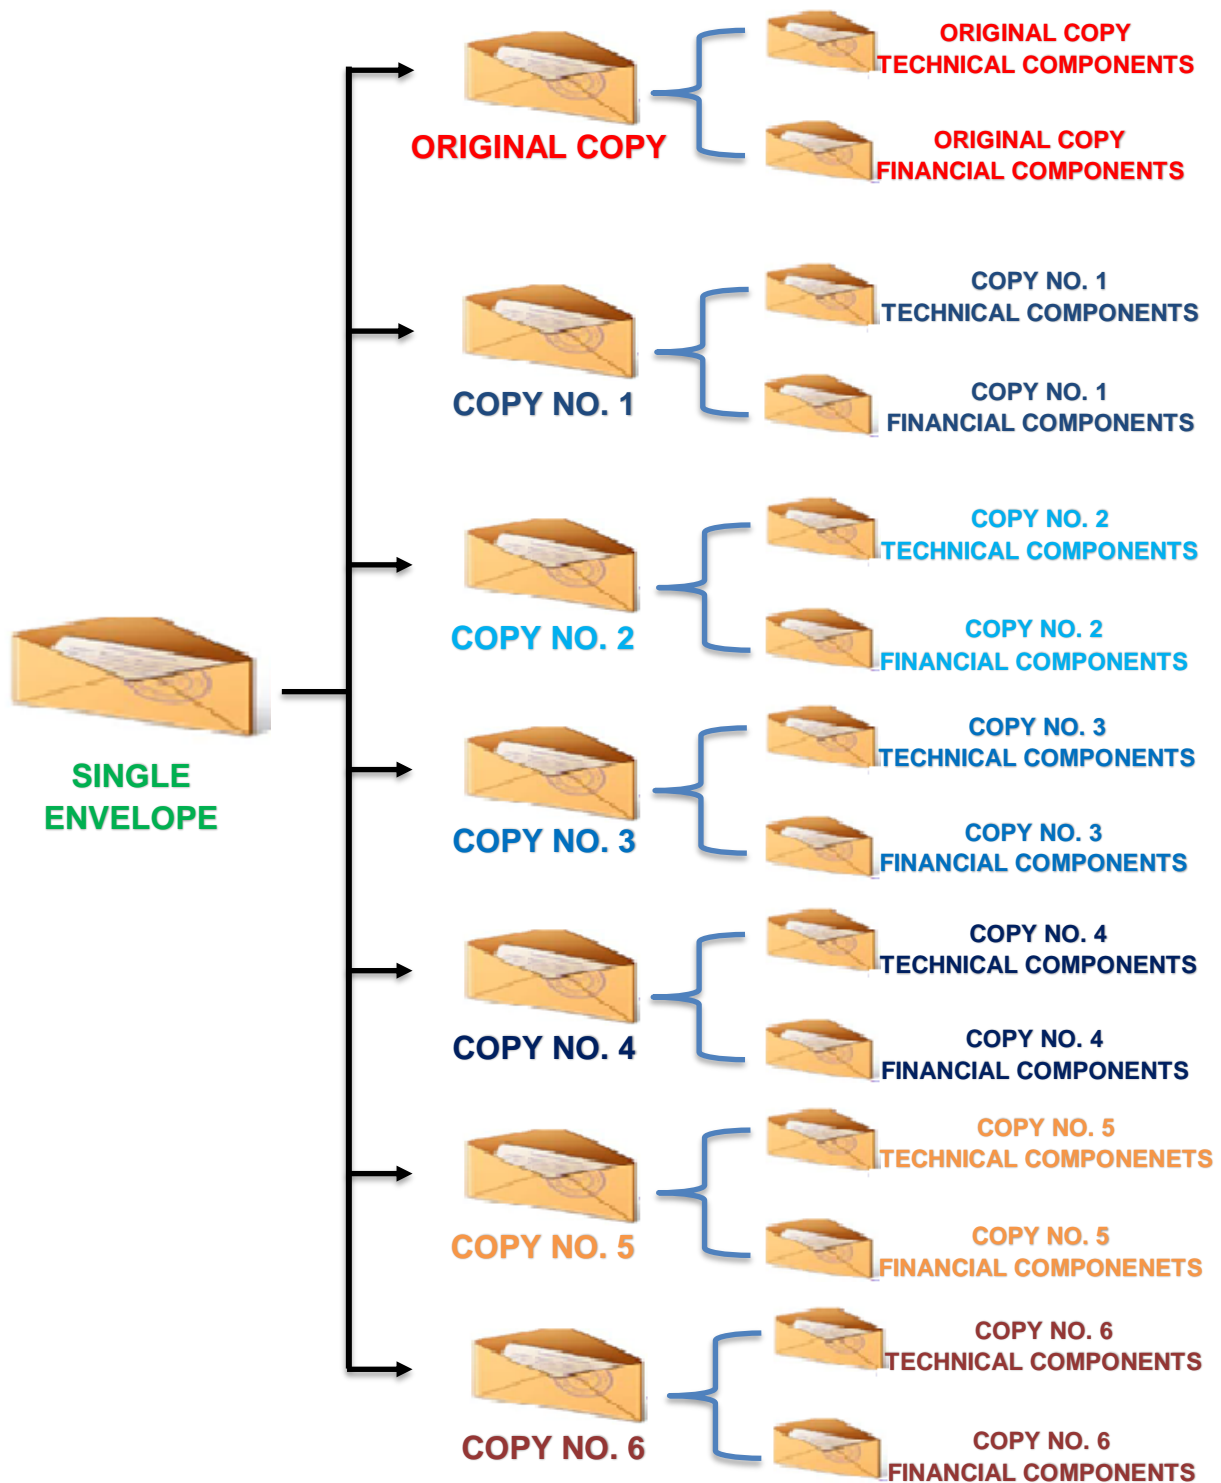 ORIGINAL COPY
TECHNICAL COMPONENTS
ORIGINAL COPY
ORIGINAL COPY
FINANCIAL COMPONENTS
COPY NO. 1
TECHNICAL COMPONENTS
COPY NO. 1
COPY NO. 1
FINANCIAL COMPONENTS
COPY NO. 2
TECHNICAL COMPONENTS
COPY NO. 2
COPY NO. 2
FINANCIAL COMPONENTS
SINGLE
ENVELOPE
COPY NO. 3
TECHNICAL COMPONENTS
COPY NO. 3
COPY NO. 3
FINANCIAL COMPONENTS
COPY NO. 4
TECHNICAL COMPONENTS
COPY NO. 4
COPY NO. 4
FINANCIAL COMPONENTS
COPY NO. 5
TECHNICAL COMPONENETS
COPY NO. 5
COPY NO. 5
FINANCIAL COMPONENETS
COPY NO. 6
TECHNICAL COMPONENTS
COPY NO. 6
COPY NO. 6
FINANCIAL COMPONENTS